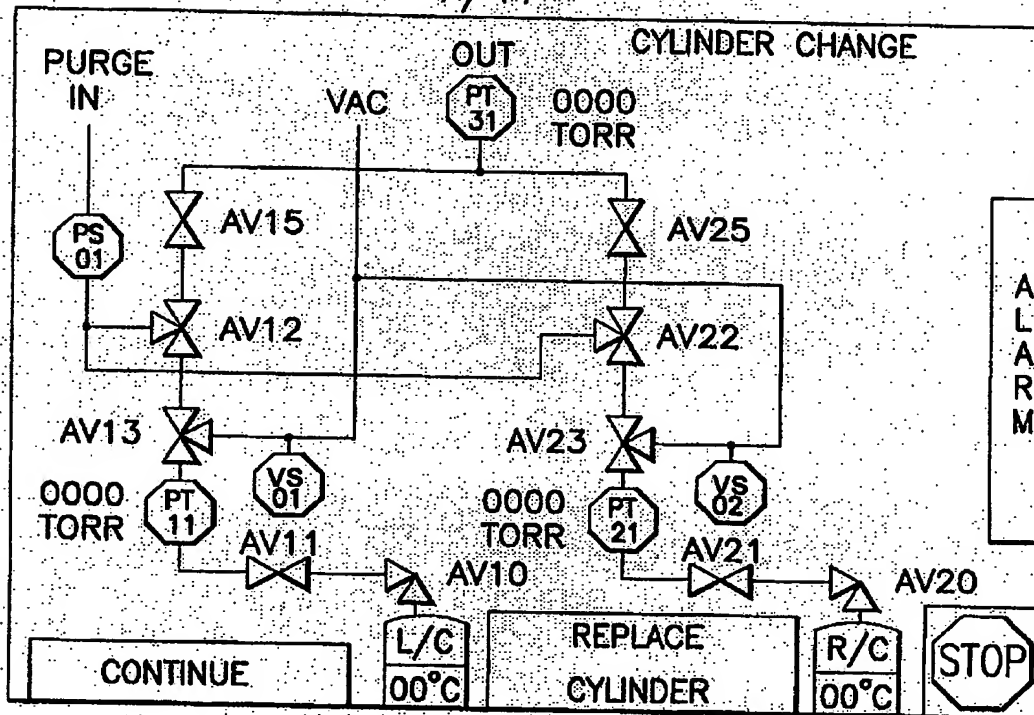 CYLINDER CHANGE
PURGE
IN
VAC
OUT
PT
31
0000
TORR
PS
01
AV15
AV25
AV12
AV22
ALARM
AV13
AV23
VS
01
VS
02
0000
TORR
PT
11
0000
TORR
PT
21
AV11
AV10
AV21
AV20
CONTINUE
L/C
00°C
REPLACE
CYLINDER
R/C
00°C
STOP